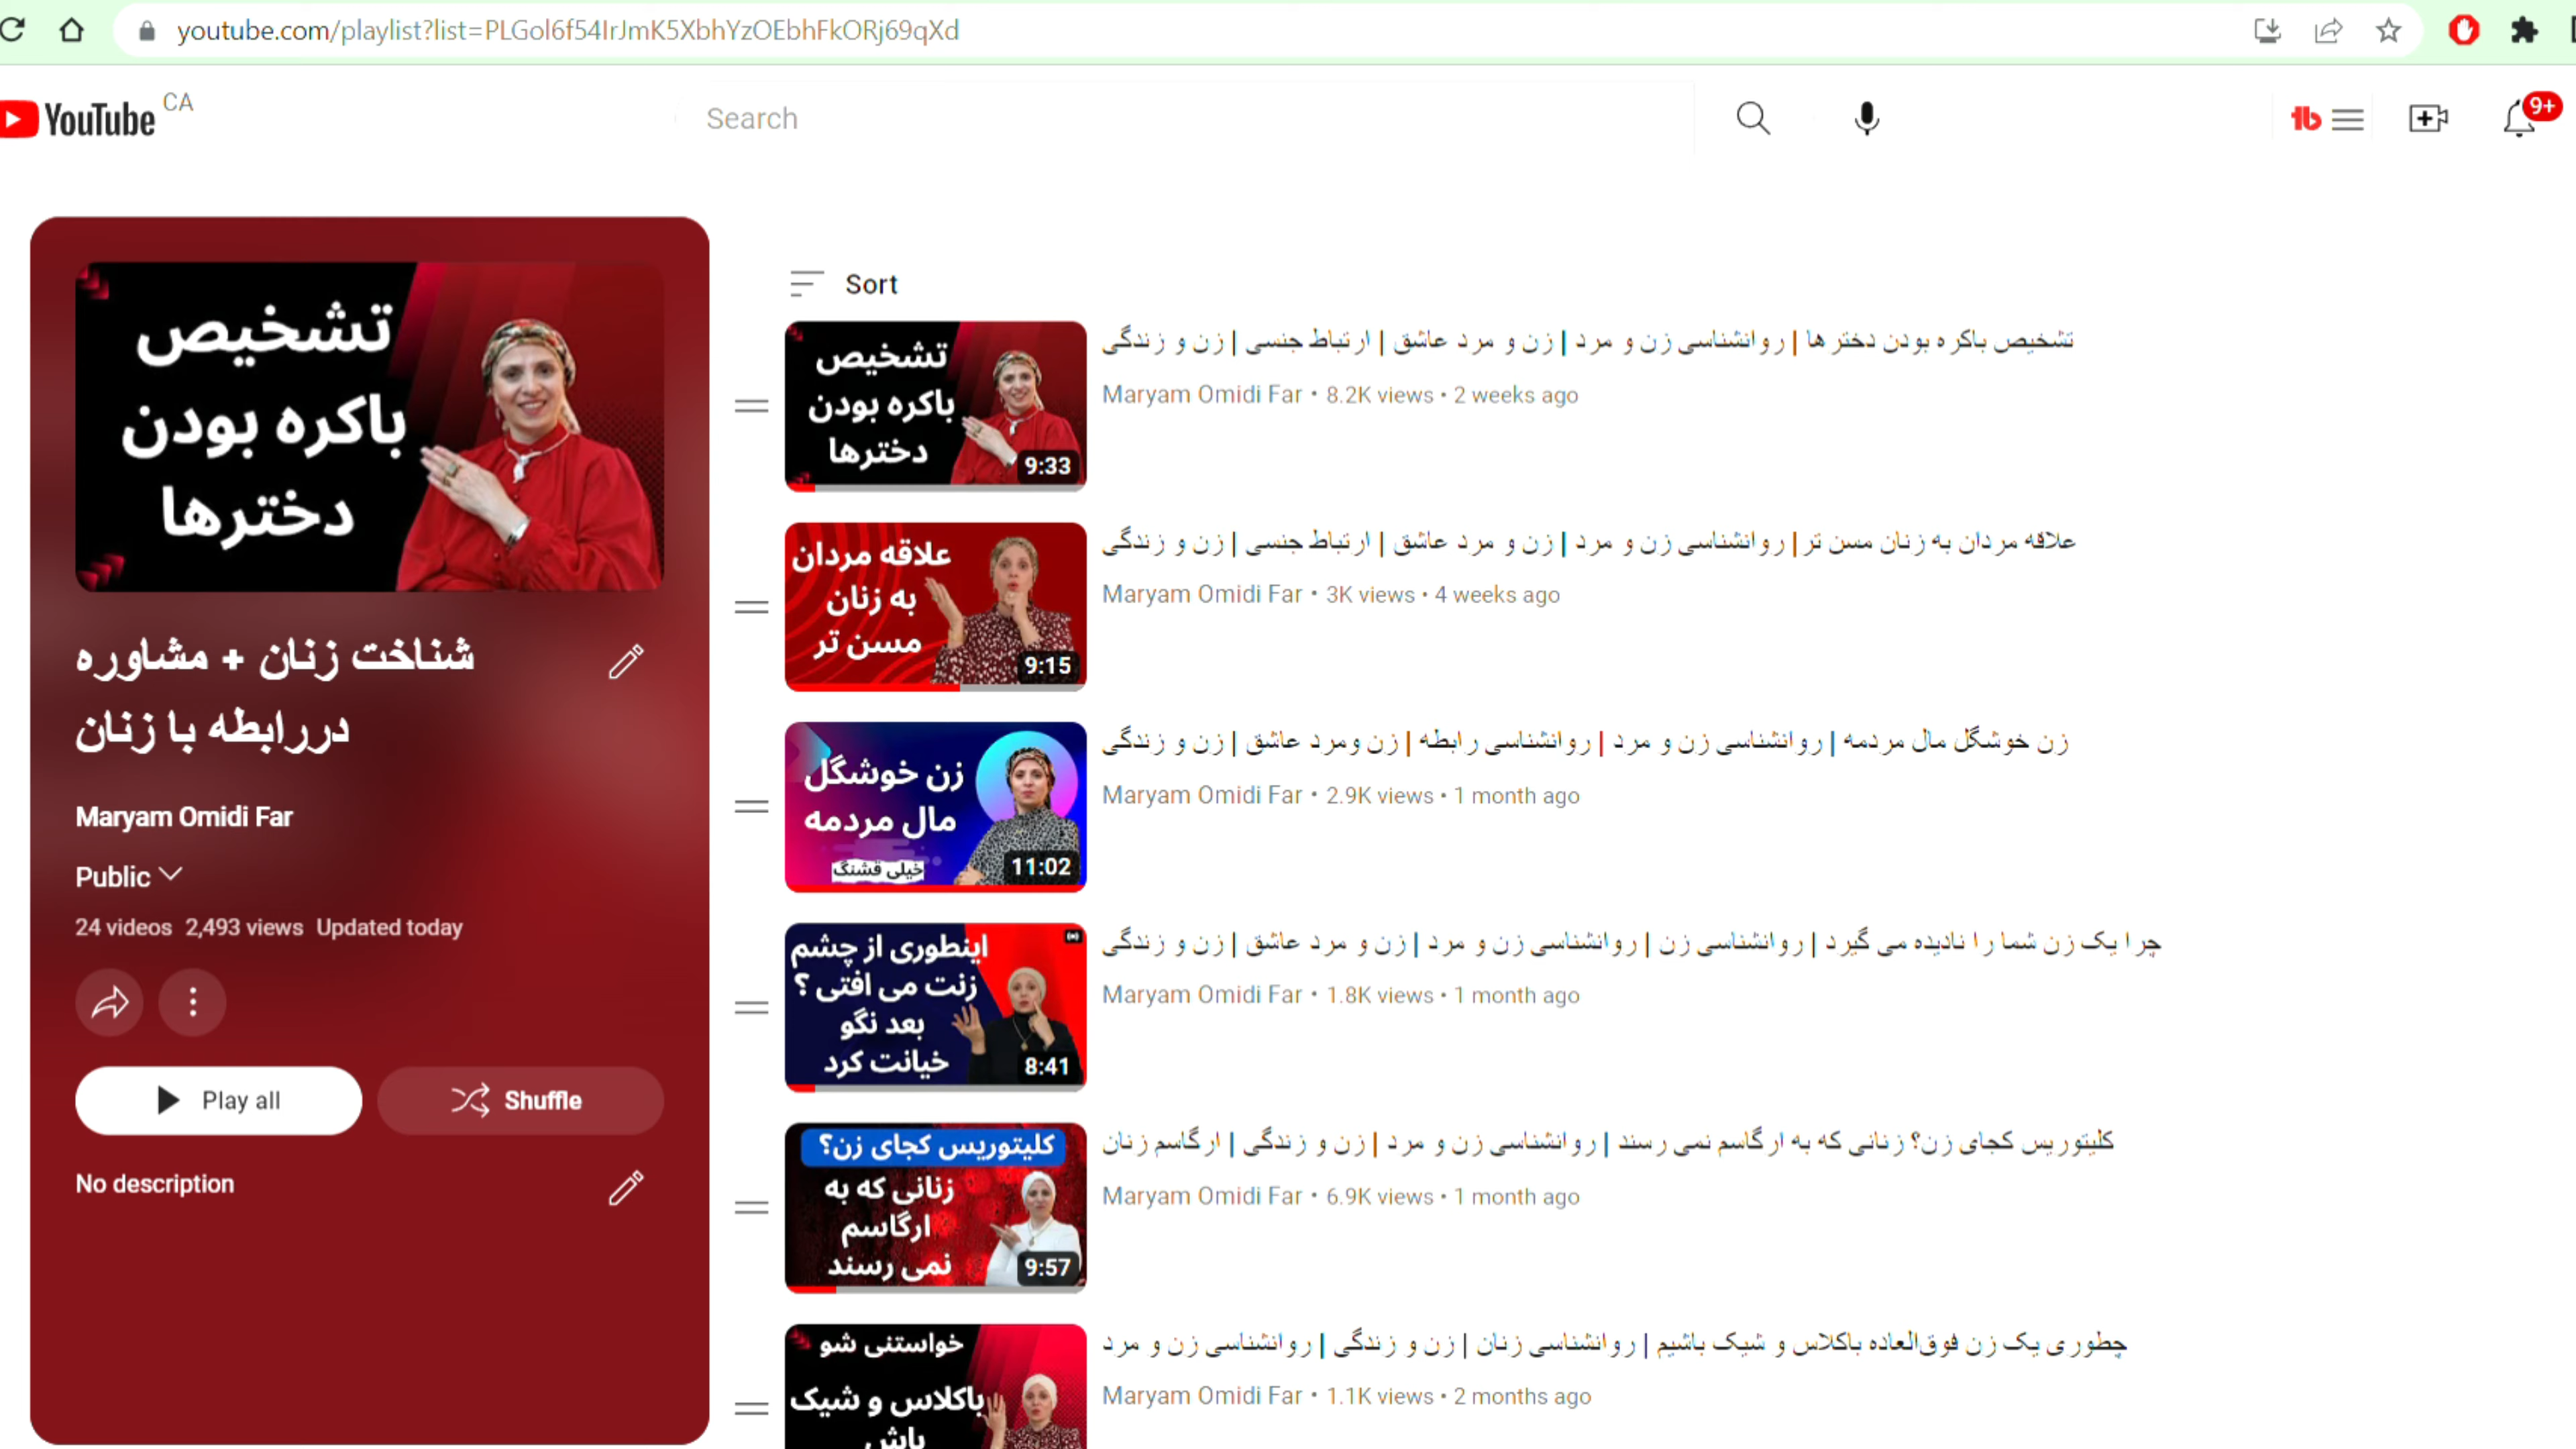 youtube.com/playlist?list=PLGol6f54IrJmK5XbhYzOEbhFkORj69qXd
YouTube CA
Search
9+
تشخیص
باکره بودن
دخترها
شناخت زنان + مشاوره
دررابطه با زنان
Maryam Omidi Far
Public
24 videos 2,493 views Updated today
Play all
Shuffle
No description
Sort
تشخیص
باکره بودن
دخترها
9:33
تشخیص باکره بودن دختر ها | روانشناسی زن و مرد | زن و مرد عاشق | ارتباط جنسی | زن و زندگی
Maryam Omidi Far • 8.2K views • 2 weeks ago
علاقه مردان
به زنان
مسن تر
9:15
علاقه مردان به زنان مسن تر | روانشناسی زن و مرد | زن و مرد عاشق | ارتباط جنسی | زن و زندگی
Maryam Omidi Far • 3K views • 4 weeks ago
زن خوشگل
مال مردمه
خیلی قشنگ
11:02
زن خوشگل مال مردمه | روانشناسی زن و مرد | روانشناسی رابطه | زن ومرد عاشق | زن و زندگی
Maryam Omidi Far • 2.9K views • 1 month ago
اینطوری از چشم
زنت می افتی ؟
بعد نگو
خیانت کرد
8:41
چرا یک زن شما را نادیده می گیرد | روانشناسی زن | روانشناسی زن و مرد | زن و مرد عاشق | زن و زندگی
Maryam Omidi Far • 1.8K views • 1 month ago
کلیتوریس کجای زن؟
زنانی که به
ارگاسم
نمی رسند
9:57
کلیتوریس کجای زن؟ زنانی که به ارگاسم نمی رسند | روانشناسی زن و مرد | زن و زندگی | ارگاسم زنان
Maryam Omidi Far • 6.9K views • 1 month ago
خواستنی شو
باکلاس و شیک
باش
چطوری یک زن فوق‌العاده باکلاس و شیک باشیم | روانشناسی زنان | زن و زندگی | روانشناسی زن و مرد
Maryam Omidi Far • 1.1K views • 2 months ago